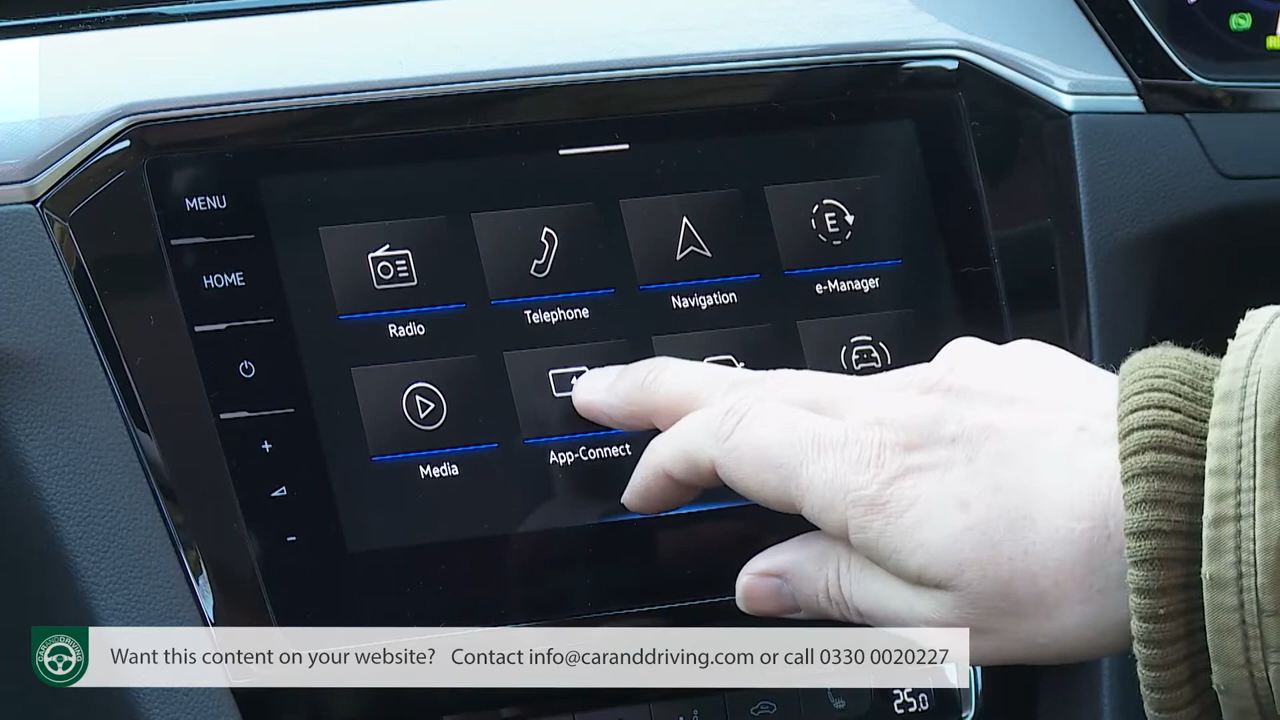 MENU
HOME
E
Radio
Telephone
Navigation
e-Manager
Media
App-Connect
CARANDDRIVING
Want this content on your website? Contact info@caranddriving.com or call 0330 0020227
25.0